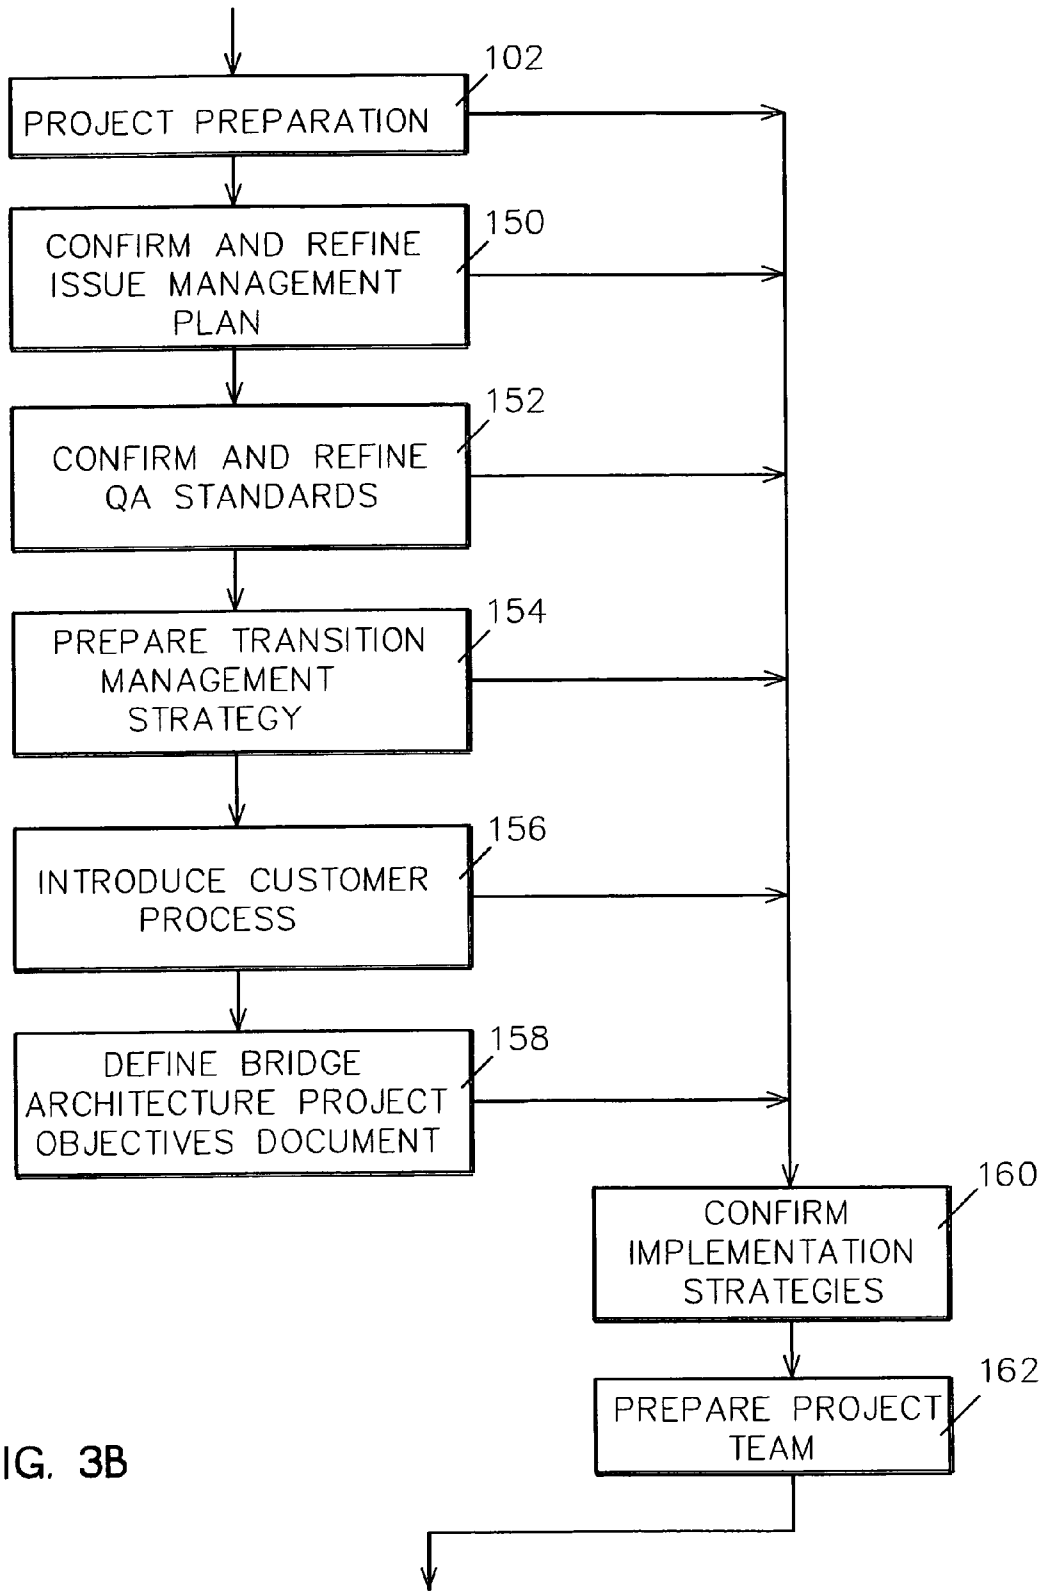 102
PROJECT PREPARATION
150
CONFIRM AND REFINE
ISSUE MANAGEMENT
PLAN
152
CONFIRM AND REFINE
QA STANDARDS
154
PREPARE TRANSITION
MANAGEMENT
STRATEGY
156
INTRODUCE CUSTOMER
PROCESS
158
DEFINE BRIDGE
ARCHITECTURE PROJECT
OBJECTIVES DOCUMENT
160
CONFIRM
IMPLEMENTATION
STRATEGIES
162
PREPARE PROJECT
TEAM
IG. 3B